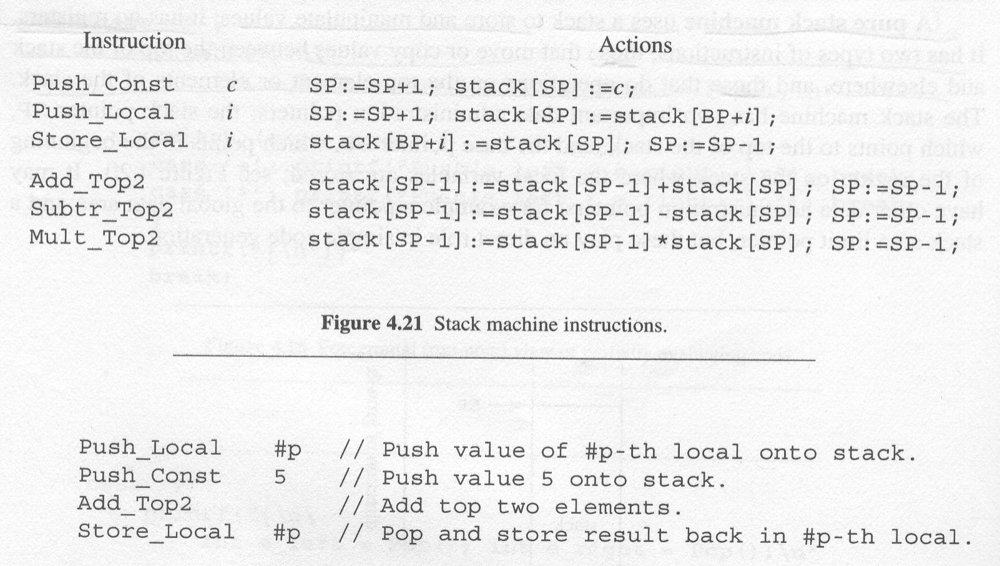 Instruction Actions
Push_Const c SP:=SP+1; stack[SP]:=c;
Push_Local i SP:=SP+1; stack[SP]:=stack[BP+i];
Store_Local i stack[BP+i]:=stack[SP]; SP:=SP-1;
Add_Top2 stack[SP-1]:=stack[SP-1]+stack[SP]; SP:=SP-1;
Subtr_Top2 stack[SP-1]:=stack[SP-1]-stack[SP]; SP:=SP-1;
Mult_Top2 stack[SP-1]:=stack[SP-1]*stack[SP]; SP:=SP-1;
Figure 4.21 Stack machine instructions.
Push_Local #p // Push value of #p-th local onto stack.
Push_Const 5 // Push value 5 onto stack.
Add_Top2 // Add top two elements.
Store_Local #p // Pop and store result back in #p-th local.